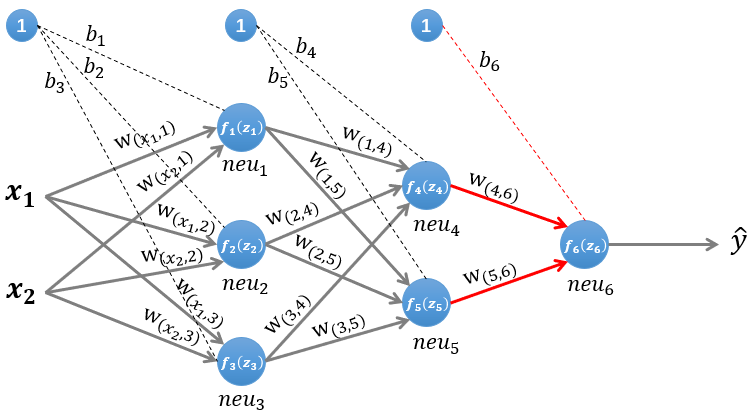 1
1
1
b₁
b₂
b₃
b₄
b₅
b₆
x₁
x₂
w(x₁,1)
w(x₂,1)
w(x₁,2)
w(x₂,2)
w(x₁,3)
w(x₂,3)
f₁(z₁)
neu₁
f₂(z₂)
neu₂
f₃(z₃)
neu₃
w(1,4)
w(1,5)
w(2,4)
w(2,5)
w(3,4)
w(3,5)
f₄(z₄)
neu₄
f₅(z₅)
neu₅
w(4,6)
w(5,6)
f₆(z₆)
neu₆
ŷ